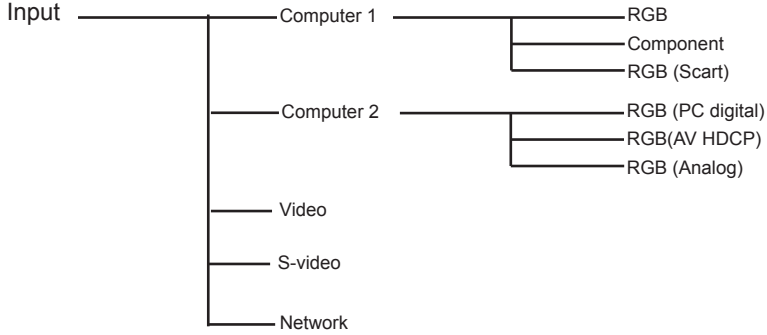 Input
Computer 1
RGB
Component
RGB (Scart)
Computer 2
RGB (PC digital)
RGB(AV HDCP)
RGB (Analog)
Video
S-video
Network